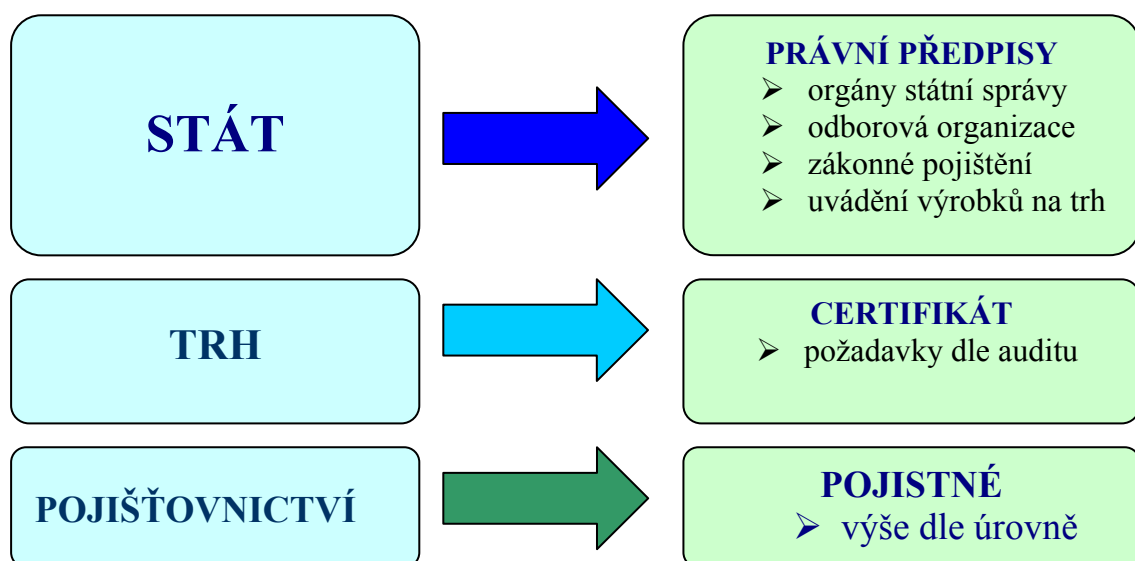 STÁT
PRÁVNÍ PŘEDPISY
➢ orgány státní správy
➢ odborová organizace
➢ zákonné pojištění
➢ uvádění výrobků na trh
TRH
CERTIFIKÁT
➢ požadavky dle auditu
POJIŠŤOVNICTVÍ
POJISTNÉ
➢ výše dle úrovně